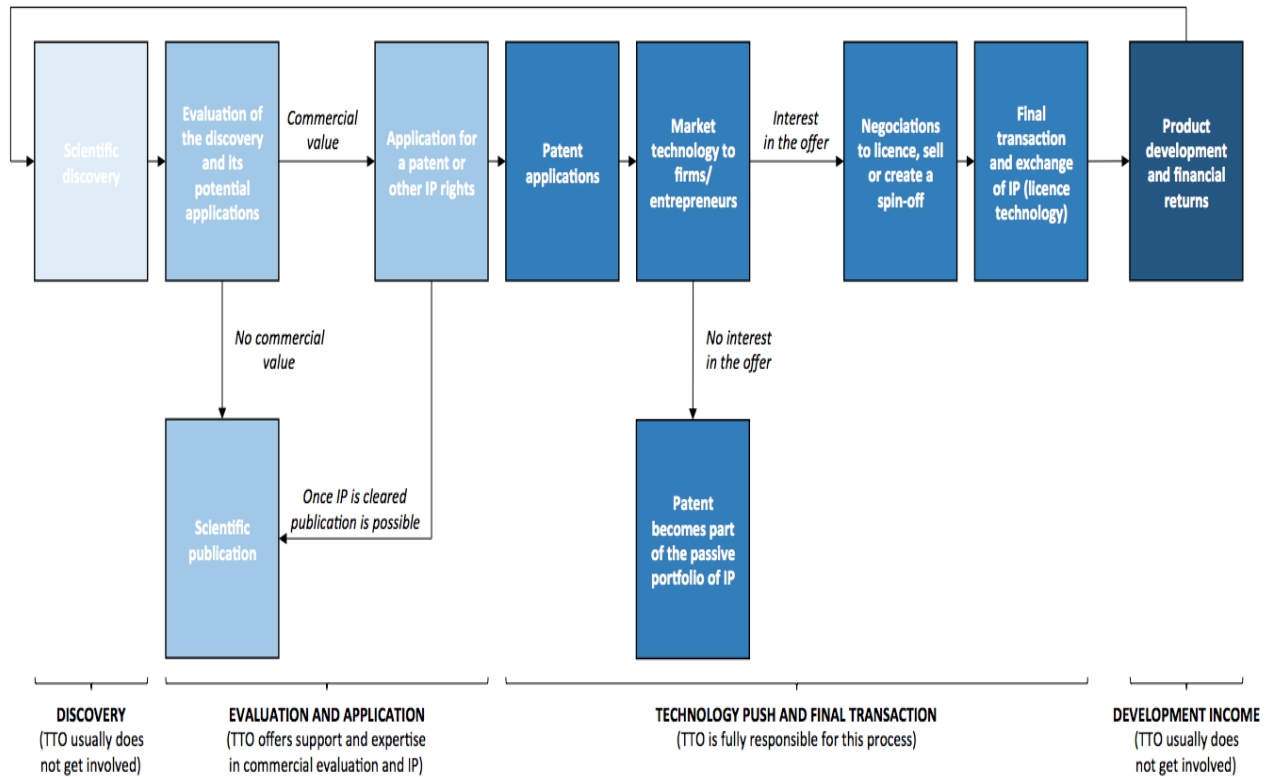 Scientific
discovery
Evaluation of
the discovery
and its
potential
applications
Commercial
value
Application for
a patent or
other IP rights
Patent
applications
Market
technology to
firms/
entrepreneurs
Interest
in the offer
Negociations
to licence, sell
or create a
spin-off
Final
transaction
and exchange
of IP (licence
technology)
Product
development
and financial
returns
No commercial
value
No interest
in the offer
Once IP is cleared
publication is possible
Scientific
publication
Patent
becomes part
of the passive
portfolio of IP
DISCOVERY
(TTO usually does
not get involved)
EVALUATION AND APPLICATION
(TTO offers support and expertise
in commercial evaluation and IP)
TECHNOLOGY PUSH AND FINAL TRANSACTION
(TTO is fully responsible for this process)
DEVELOPMENT INCOME
(TTO usually does
not get involved)